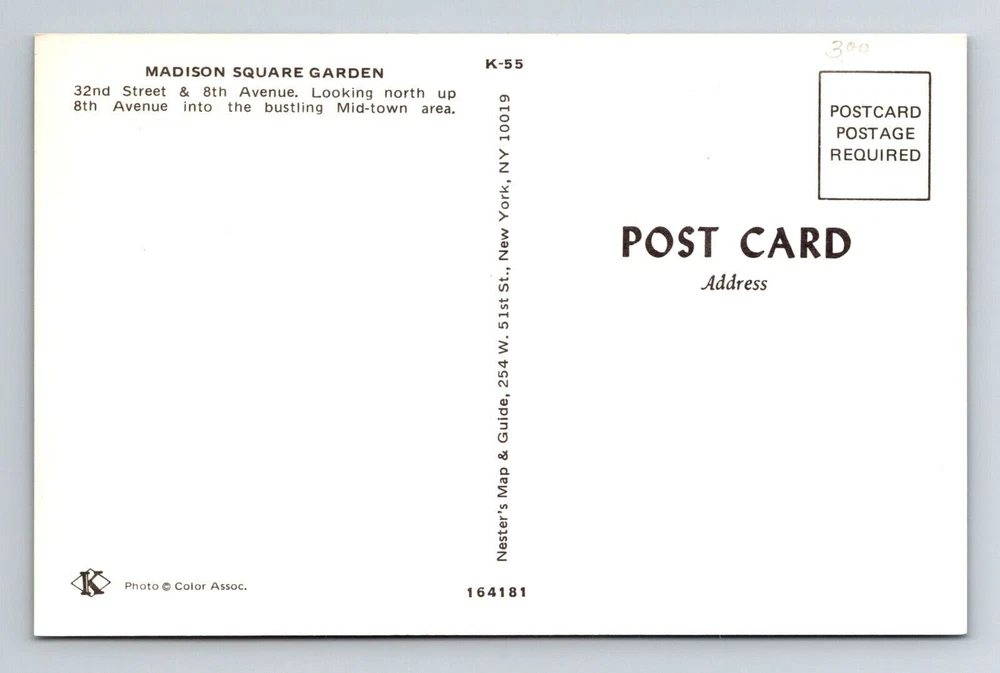 MADISON SQUARE GARDEN
32nd Street & 8th Avenue. Looking north up
8th Avenue into the bustling Mid-town area.
K
Photo © Color Assoc.
K-55
Nester's Map & Guide, 254 W. 51st St., New York, NY 10019
164181
3⁰⁰
POSTCARD
POSTAGE
REQUIRED
POST CARD
Address